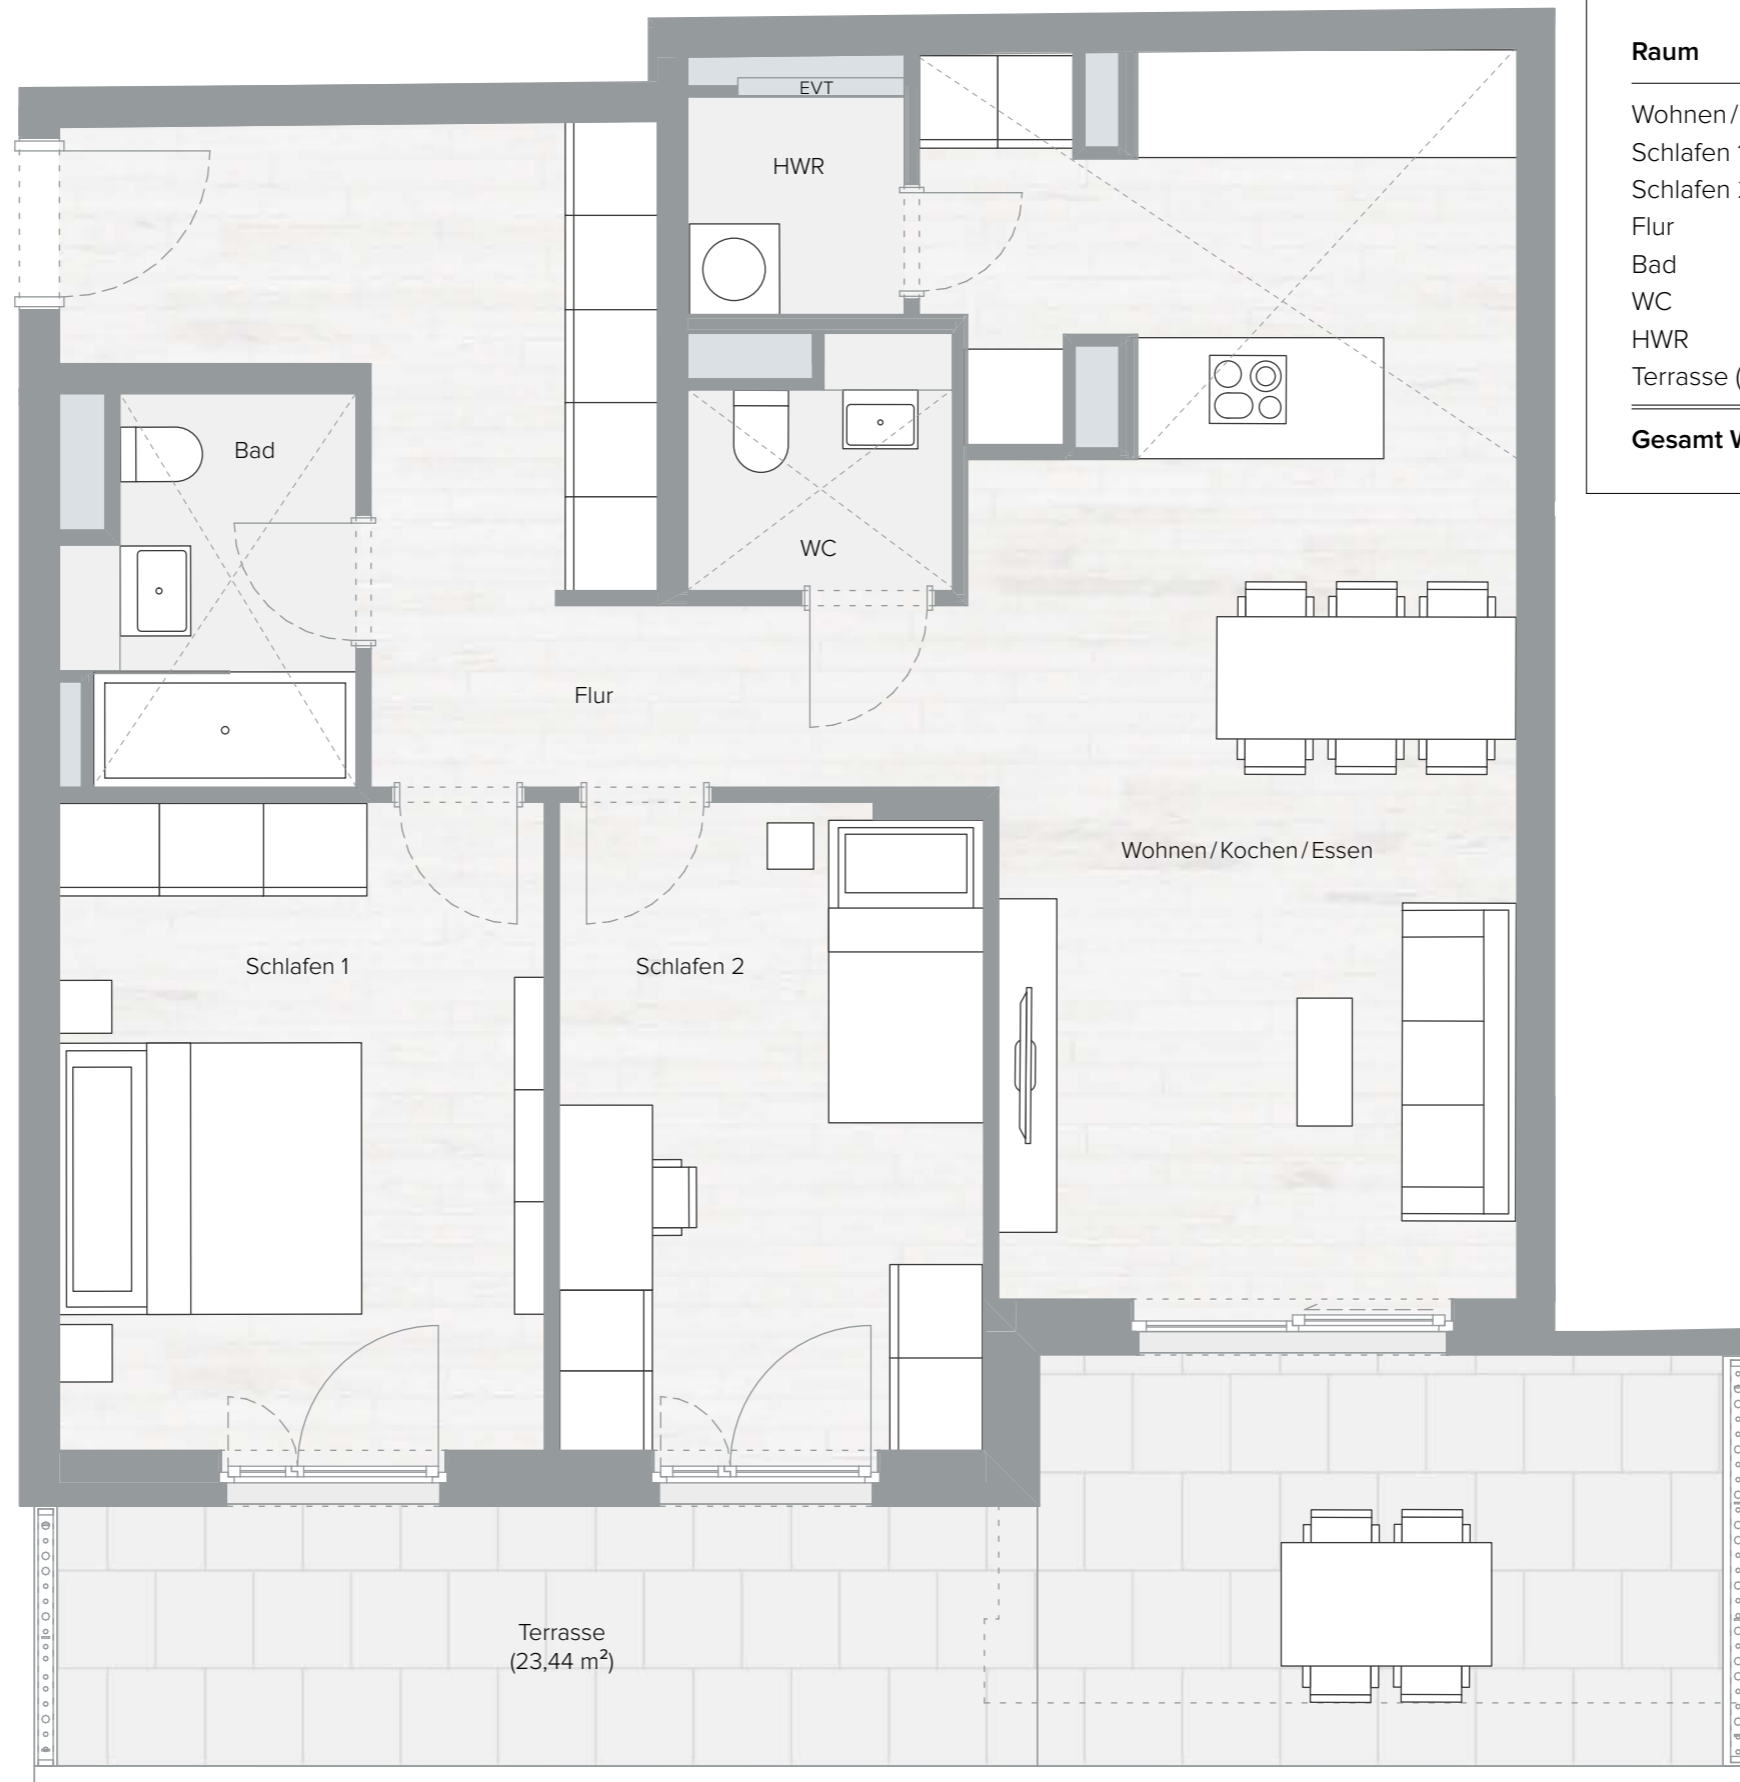 Raum
Wohnen/
Schlafen
Schlafen
Flur
Bad
WC
HWR
Terrasse (
Gesamt
EVT
HWR
Bad
WC
Flur
Wohnen/Kochen/Essen
Schlafen 1
Schlafen 2
Terrasse
(23,44 m²)